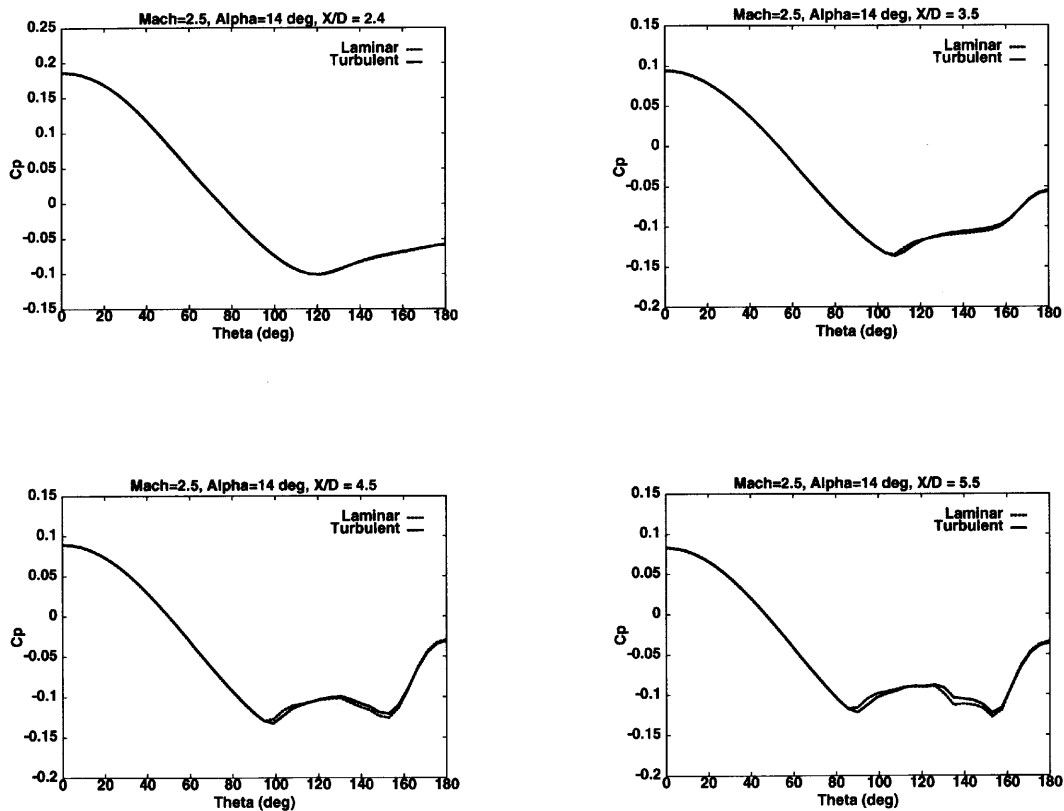 Mach=2.5, Alpha=14 deg, X/D = 2.4
0.25
0.2
0.15
0.1
0.05
0
-0.05
-0.1
-0.15
Cp
Laminar
Turbulent
0 20 40 60 80 100 120 140 160 180
Theta (deg)
Mach=2.5, Alpha=14 deg, X/D = 3.5
0.15
0.1
0.05
0
-0.05
-0.1
-0.15
-0.2
Cp
Laminar
Turbulent
0 20 40 60 80 100 120 140 160 180
Theta (deg)
Mach=2.5, Alpha=14 deg, X/D = 4.5
0.15
0.1
0.05
0
-0.05
-0.1
-0.15
-0.2
Cp
Laminar
Turbulent
0 20 40 60 80 100 120 140 160 180
Theta (deg)
Mach=2.5, Alpha=14 deg, X/D = 5.5
0.15
0.1
0.05
0
-0.05
-0.1
-0.15
-0.2
Cp
Laminar
Turbulent
0 20 40 60 80 100 120 140 160 180
Theta (deg)